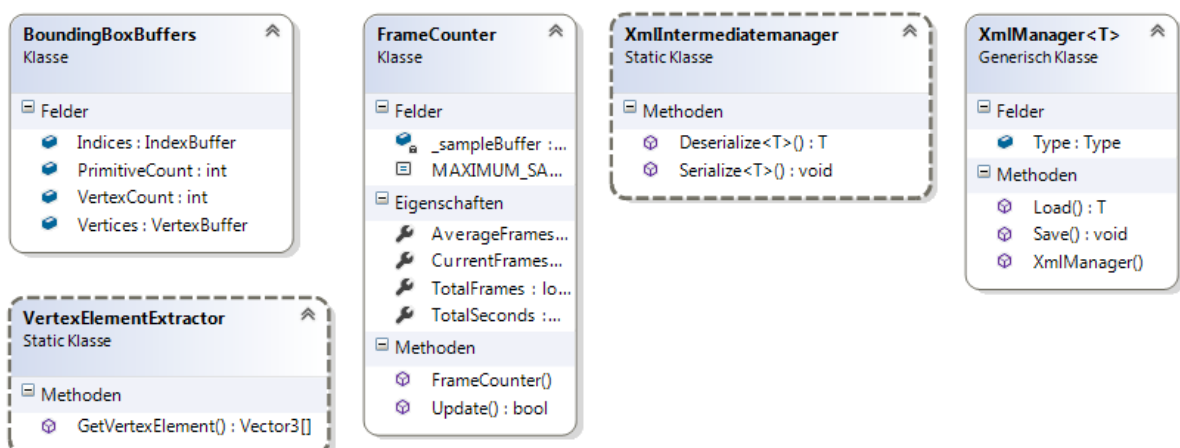 BoundingBoxBuffers
Klasse
Felder
Indices : IndexBuffer
PrimitiveCount : int
VertexCount : int
Vertices : VertexBuffer
VertexElementExtractor
Static Klasse
Methoden
GetVertexElement() : Vector3[]
FrameCounter
Klasse
Felder
_sampleBuffer :...
MAXIMUM_SA...
Eigenschaften
AverageFrames...
CurrentFrames...
TotalFrames : lo...
TotalSeconds :...
Methoden
FrameCounter()
Update() : bool
XmlIntermediatemanager
Static Klasse
Methoden
Deserialize<T>() : T
Serialize<T>() : void
XmlManager<T>
Generisch Klasse
Felder
Type : Type
Methoden
Load() : T
Save() : void
XmlManager()